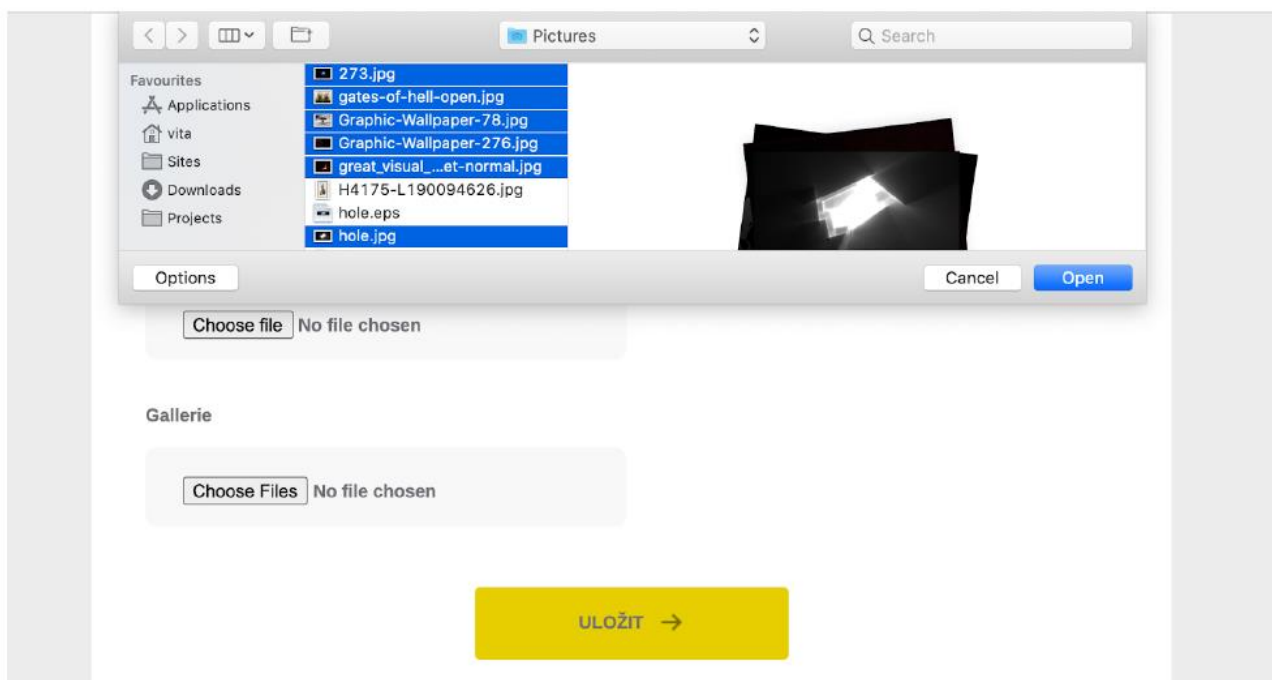 Pictures
Search
Favourites
Applications
vita
Sites
Downloads
Projects
273.jpg
gates-of-hell-open.jpg
Graphic-Wallpaper-78.jpg
Graphic-Wallpaper-276.jpg
great_visual_...et-normal.jpg
H4175-L190094626.jpg
hole.eps
hole.jpg
Options
Cancel
Open
Choose file No file chosen
Gallerie
Choose Files No file chosen
ULOŽIT →